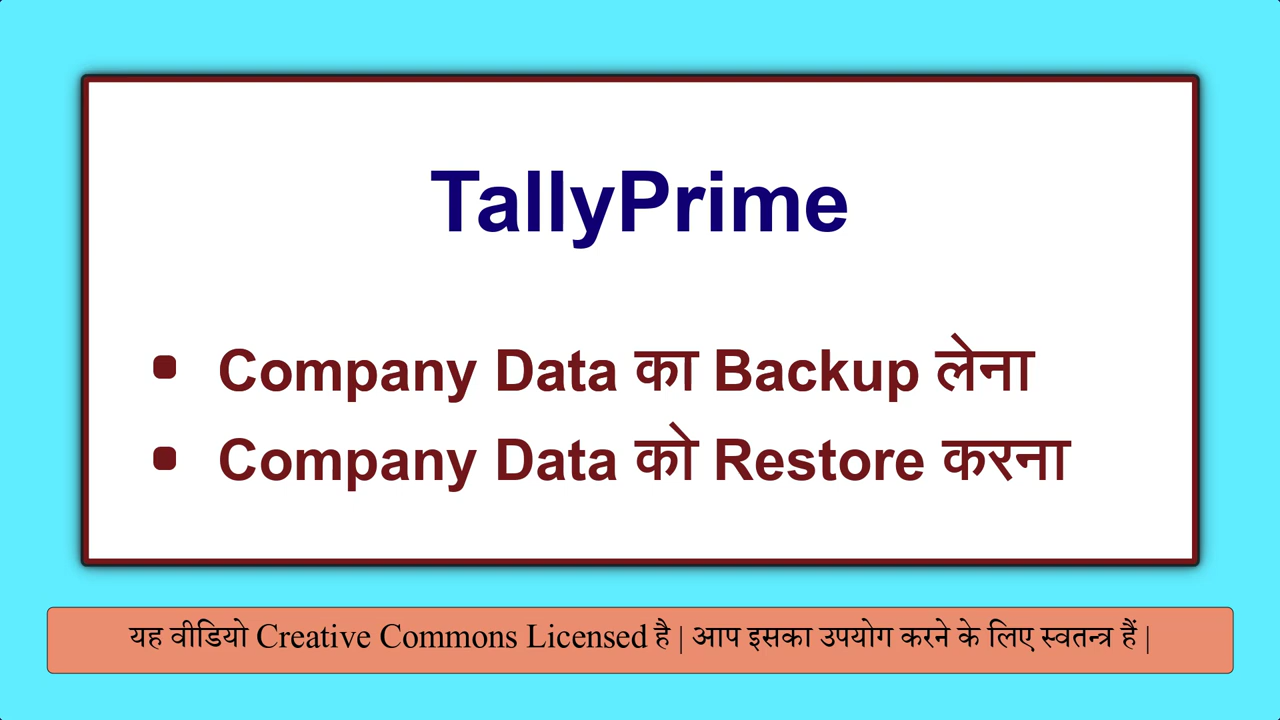 TallyPrime
▪ Company Data का Backup लेना
▪ Company Data को Restore करना
यह वीडियो Creative Commons Licensed है | आप इसका उपयोग करने के लिए स्वतन्त्र हैं |